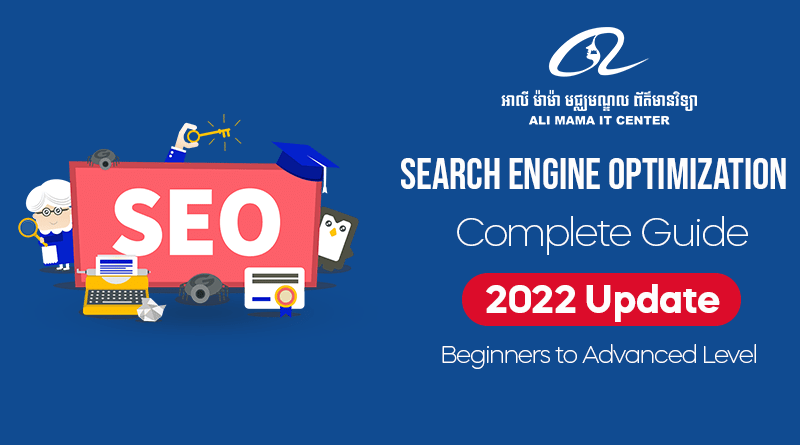 SEO
អាលី ម៉ាម៉ា មជ្ឈមណ្ឌល ព័ត៌មានវិទ្យា
ALI MAMA IT CENTER
SEARCH ENGINE OPTIMIZATION
Complete Guide
2022 Update
Beginners to Advanced Level